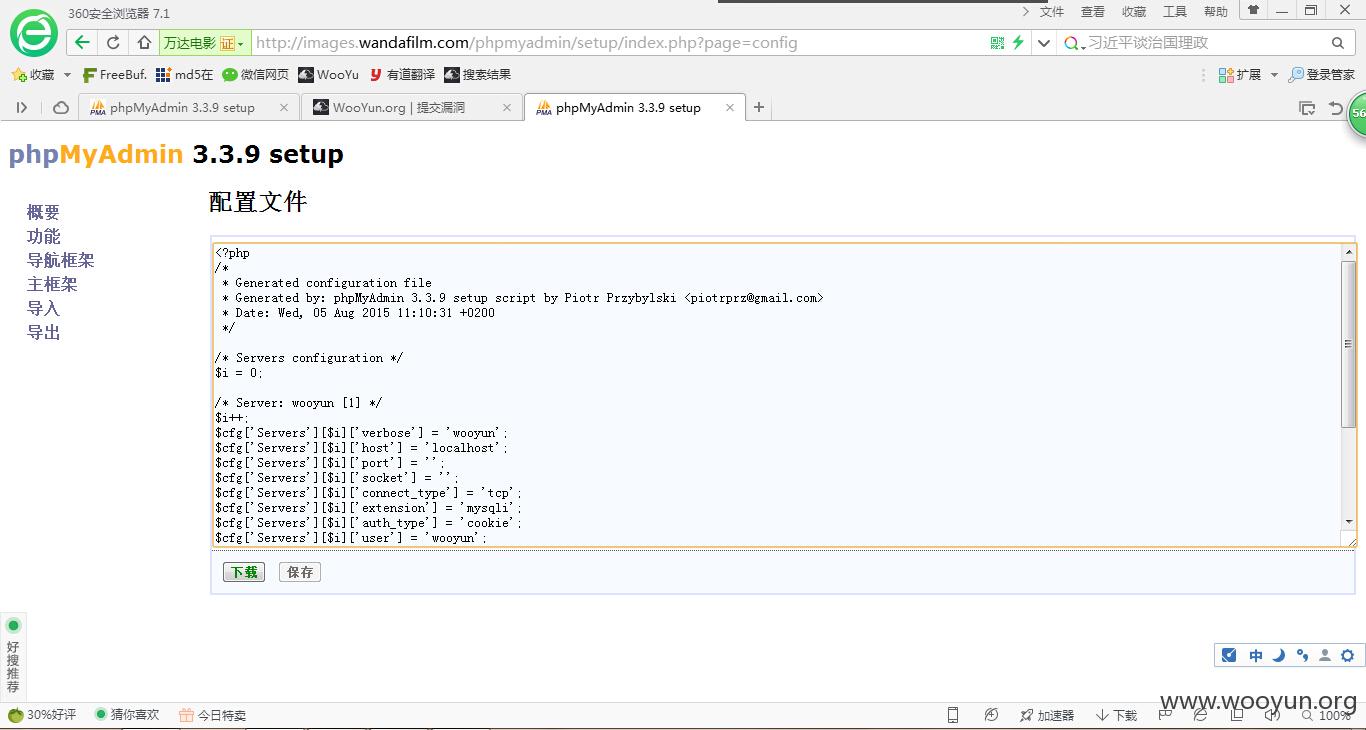 360安全浏览器 7.1
文件 查看 收藏 工具 帮助
万达电影 证 http://images.wandafilm.com/phpmyadmin/setup/index.php?page=config 习近平谈治国理政
收藏 FreeBuf. md5在 微信网页 WooYu 有道翻译 搜索结果 扩展 登录管家
phpMyAdmin 3.3.9 setup WooYun.org | 提交漏洞 phpMyAdmin 3.3.9 setup
56
phpMyAdmin 3.3.9 setup
配置文件
概要
功能
导航框架
主框架
导入
导出
<?php
/*
 * Generated configuration file
 * Generated by: phpMyAdmin 3.3.9 setup script by Piotr Przybylski <piotrprz@gmail.com>
 * Date: Wed, 05 Aug 2015 11:10:31 +0200
 */
/* Servers configuration */
$i = 0;
/* Server: wooyun [1] */
$i++;
$cfg['Servers'][$i]['verbose'] = 'wooyun';
$cfg['Servers'][$i]['host'] = 'localhost';
$cfg['Servers'][$i]['port'] = '';
$cfg['Servers'][$i]['socket'] = '';
$cfg['Servers'][$i]['connect_type'] = 'tcp';
$cfg['Servers'][$i]['extension'] = 'mysqli';
$cfg['Servers'][$i]['auth_type'] = 'cookie';
$cfg['Servers'][$i]['user'] = 'wooyun';
下载 保存
好搜推荐
中
www.wooyun.org
30%好评 猜你喜欢 今日特卖 加速器 下载 100%